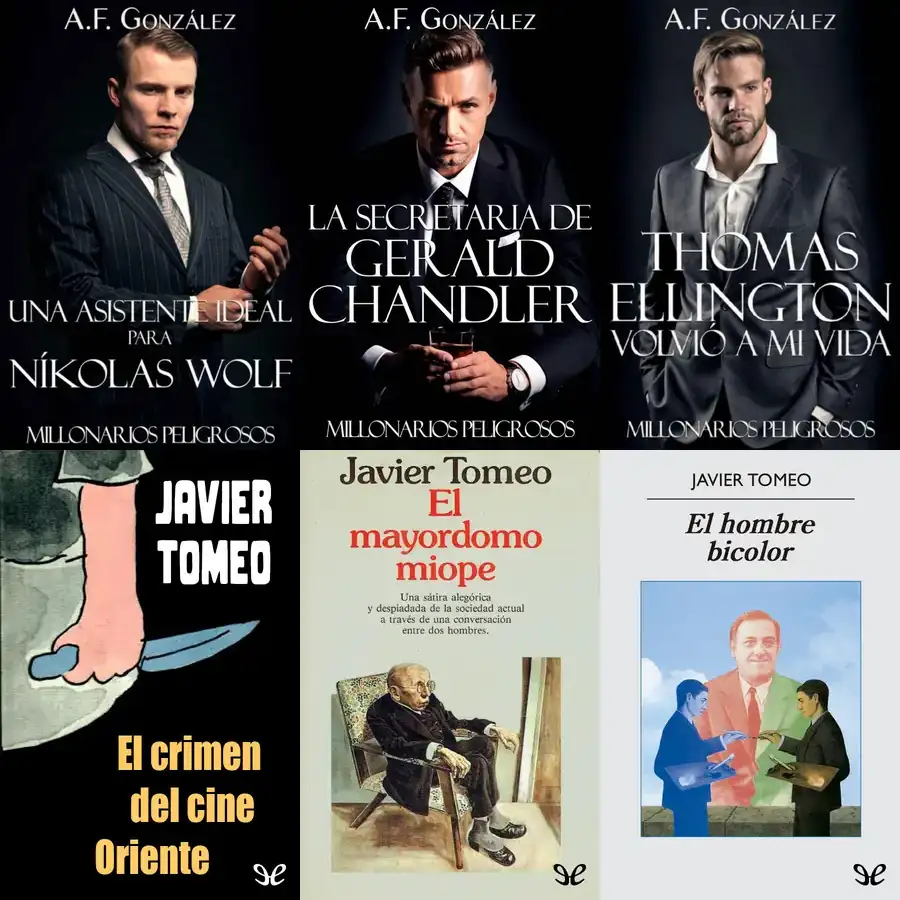 A.F. González
UNA ASISTENTE IDEAL
PARA
NÍKOLAS WOLF
MILLONARIOS PELIGROSOS
A.F. González
LA SECRETARIA DE
GERALD
CHANDLER
MILLONARIOS PELIGROSOS
A.F. González
THOMAS
ELLINGTON
VOLVIÓ A MI VIDA
MILLONARIOS PELIGROSOS
JAVIER
TOMEO
El crimen
del cine
Oriente
Javier Tomeo
El
mayordomo
miope
Una sátira alegórica
y despiadada de la sociedad actual
a través de una conversación
entre dos hombres.
JAVIER TOMEO
El hombre
bicolor